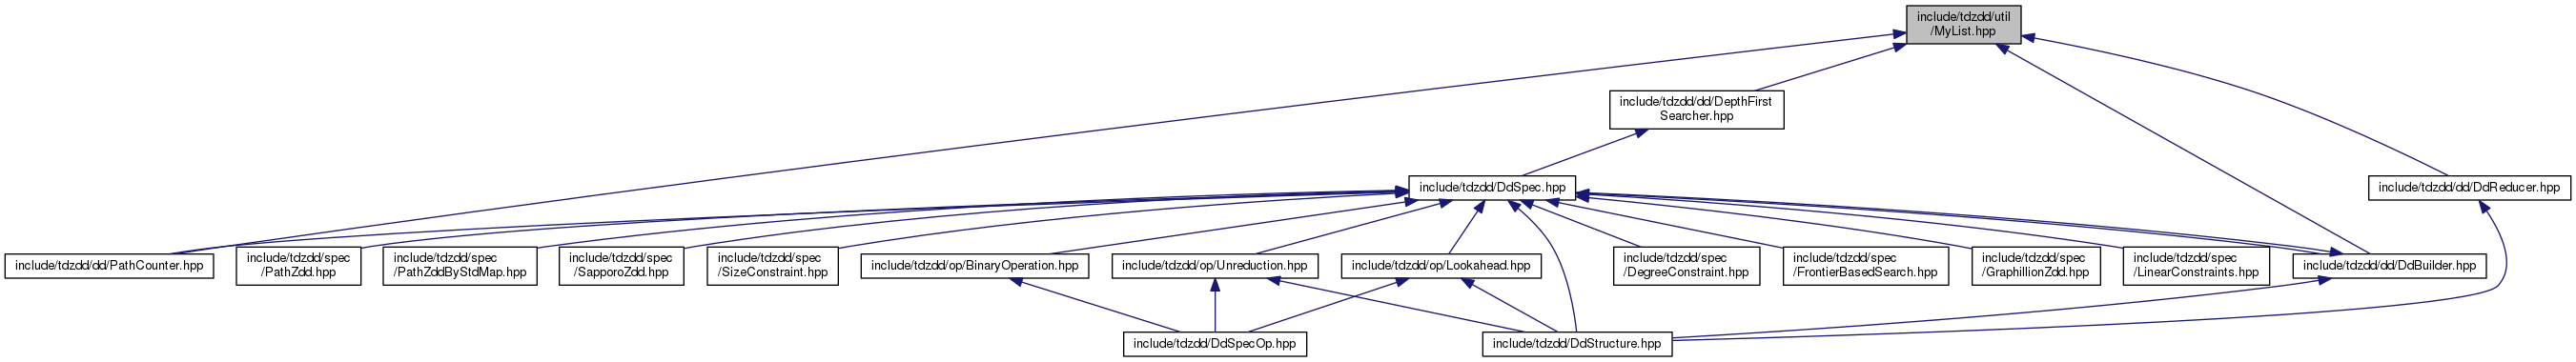 include/tdzdd/util
/MyList.hpp
include/tdzdd/dd/DepthFirst
Searcher.hpp
include/tdzdd/DdSpec.hpp
include/tdzdd/dd/DdReducer.hpp
include/tdzdd/dd/PathCounter.hpp
include/tdzdd/spec
/PathZdd.hpp
include/tdzdd/spec
/PathZddByStdMap.hpp
include/tdzdd/spec
/SapporoZdd.hpp
include/tdzdd/spec
/SizeConstraint.hpp
include/tdzdd/op/BinaryOperation.hpp
include/tdzdd/op/Unreduction.hpp
include/tdzdd/op/Lookahead.hpp
include/tdzdd/spec
/DegreeConstraint.hpp
include/tdzdd/spec
/FrontierBasedSearch.hpp
include/tdzdd/spec
/GraphillionZdd.hpp
include/tdzdd/spec
/LinearConstraints.hpp
include/tdzdd/dd/DdBuilder.hpp
include/tdzdd/DdSpecOp.hpp
include/tdzdd/DdStructure.hpp